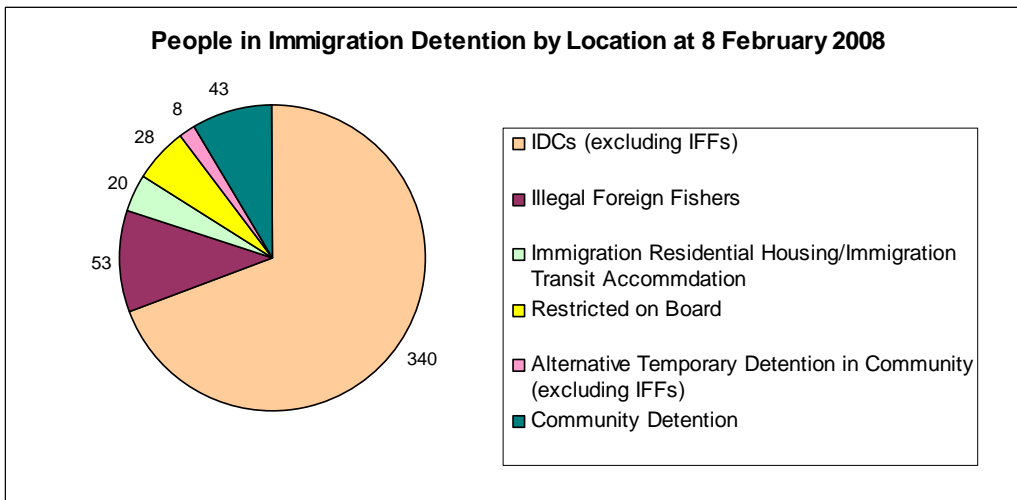 People in Immigration Detention by Location at 8 February 2008
43
8
28
20
53
340
IDCs (excluding IFFs)
Illegal Foreign Fishers
Immigration Residential Housing/Immigration
Transit Accommdation
Restricted on Board
Alternative Temporary Detention in Community
(excluding IFFs)
Community Detention